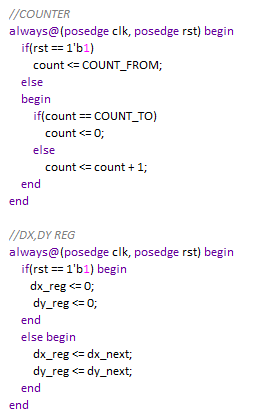 //COUNTER
always@(posedge clk, posedge rst) begin
    if(rst == 1'b1)
        count <= COUNT_FROM;
    else
    begin
        if(count == COUNT_TO)
            count <= 0;
        else
            count <= count + 1;
    end
end

//DX,DY REG
always@(posedge clk, posedge rst) begin
    if(rst == 1'b1) begin
        dx_reg <= 0;
        dy_reg <= 0;
    end
    else begin
        dx_reg <= dx_next;
        dy_reg <= dy_next;
    end
end